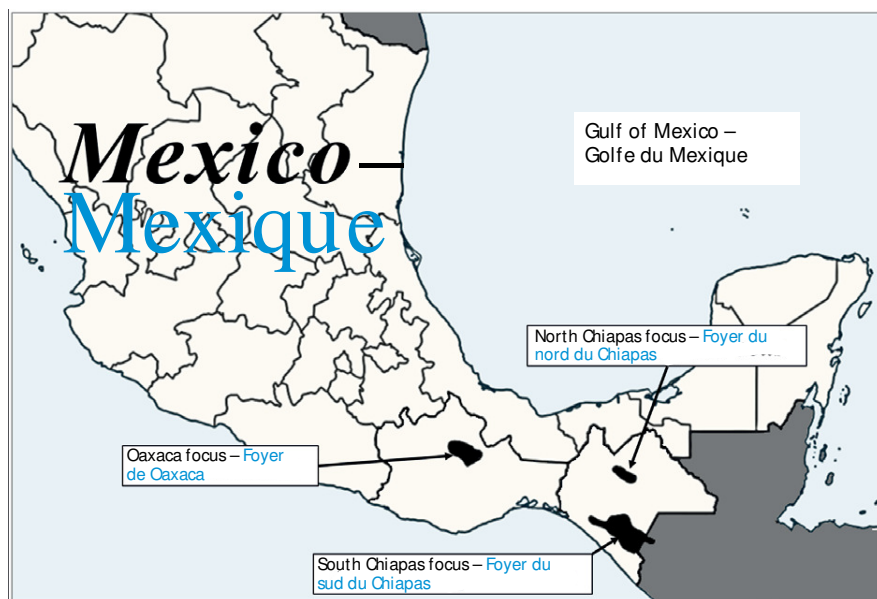 Mexico –
Mexique
Gulf of Mexico –
Golfe du Mexique
North Chiapas focus – Foyer du
nord du Chiapas
Oaxaca focus – Foyer
de Oaxaca
South Chiapas focus – Foyer du
sud du Chiapas